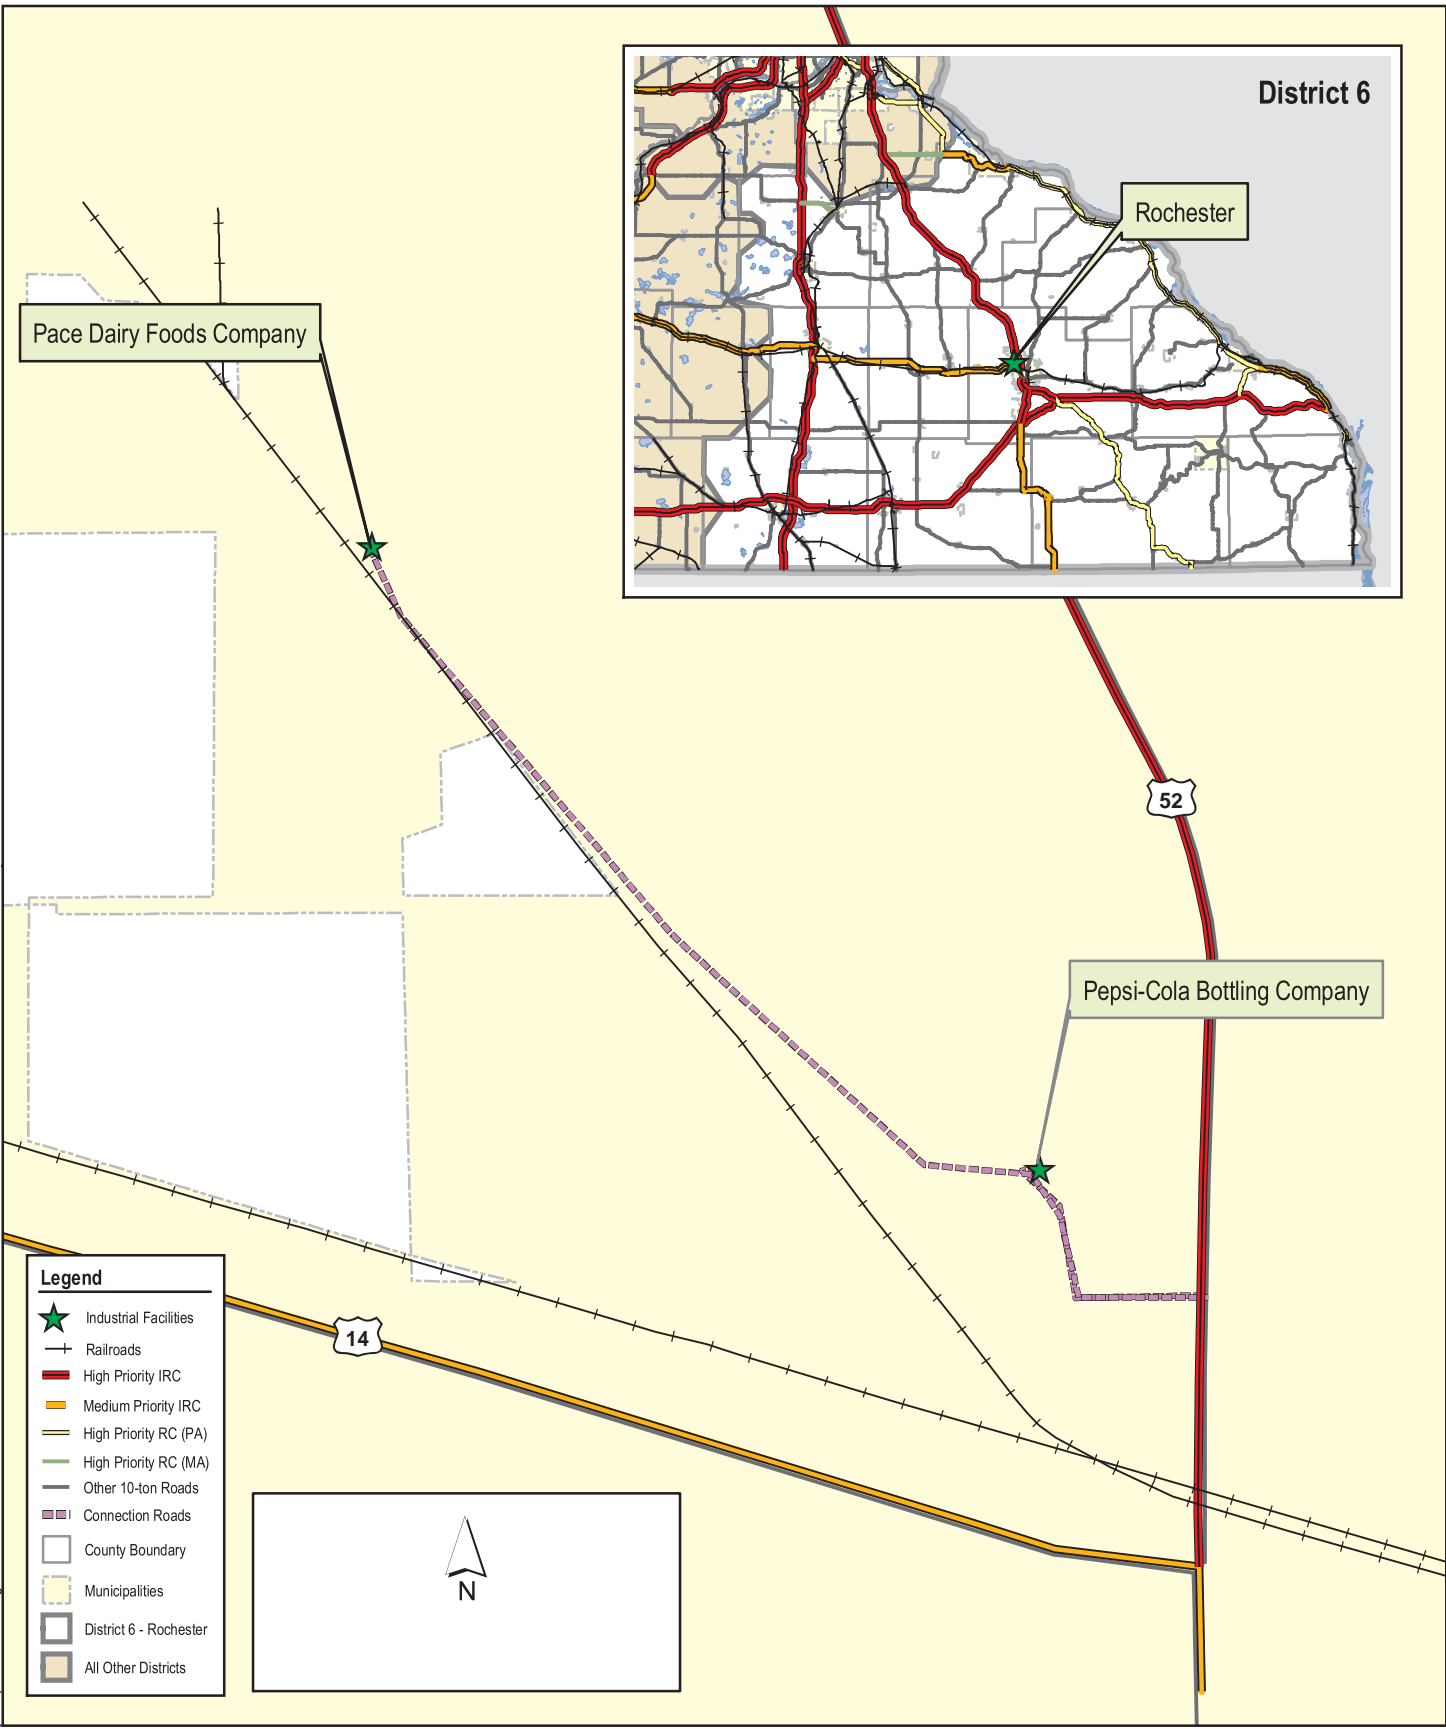 District 6
Rochester
Pace Dairy Foods Company
52
Pepsi-Cola Bottling Company
14
Legend
Industrial Facilities
Railroads
High Priority IRC
Medium Priority IRC
High Priority RC (PA)
High Priority RC (MA)
Other 10-ton Roads
Connection Roads
County Boundary
Municipalities
District 6 - Rochester
All Other Districts
N